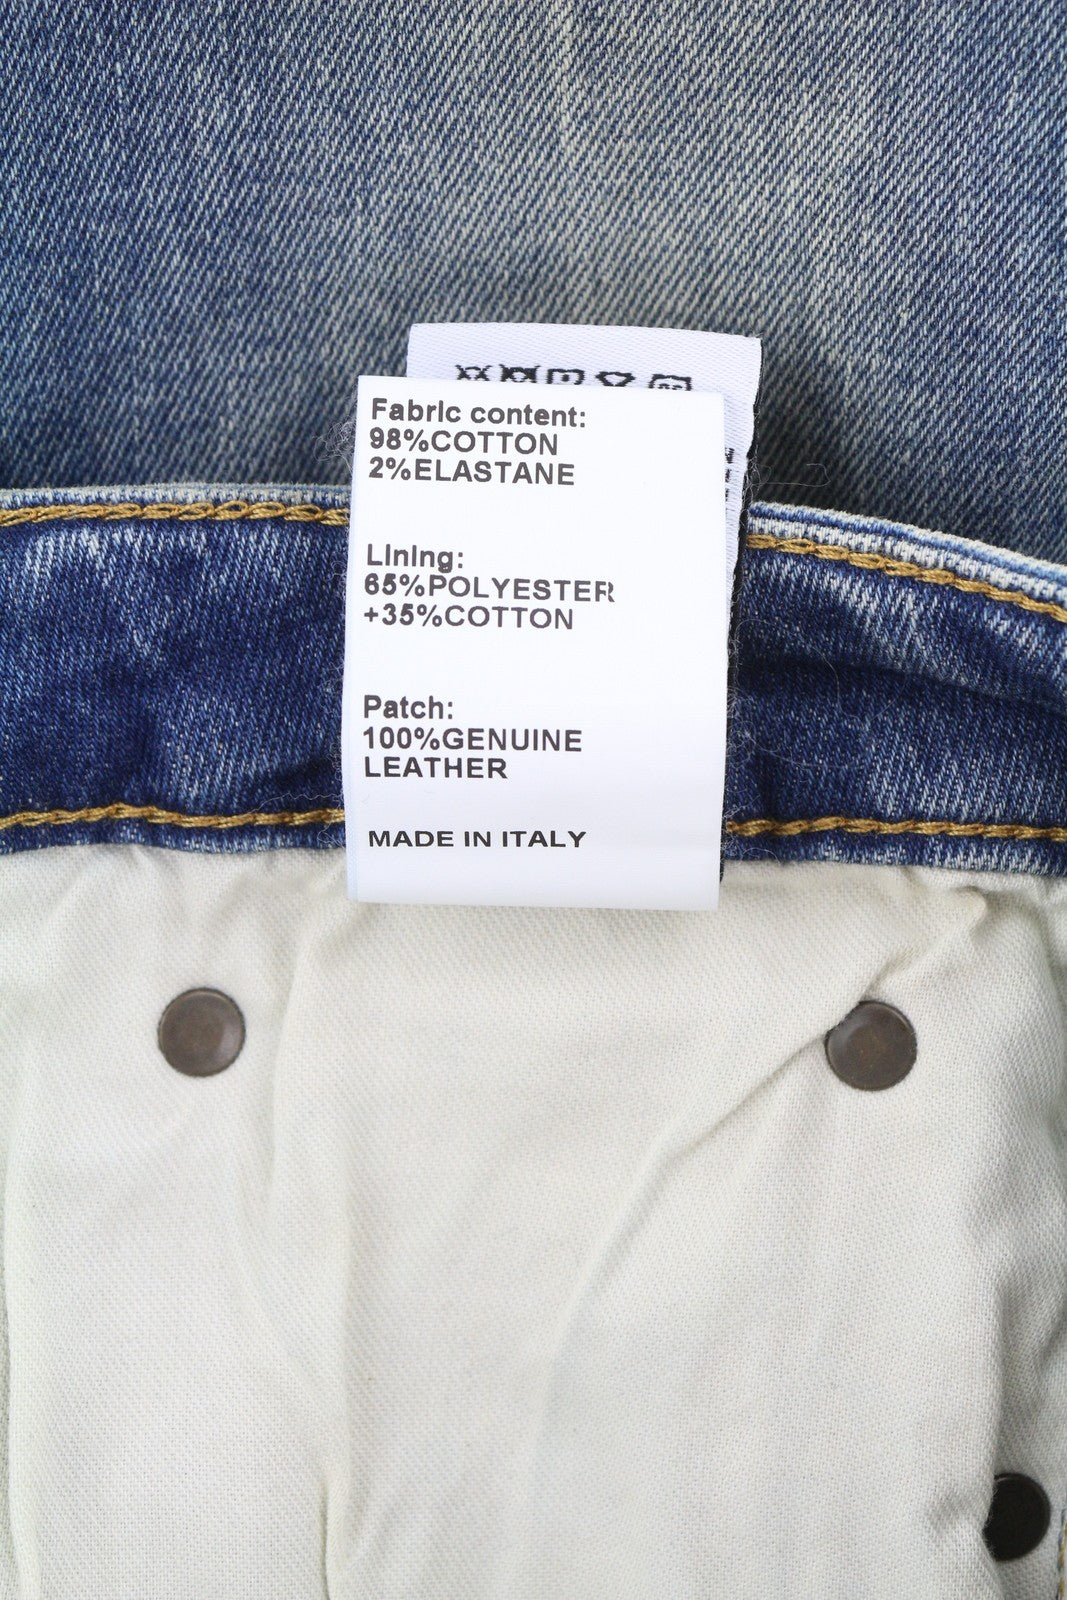 Fabric content:
98%COTTON
2%ELASTANE
Lining:
65%POLYESTER
+35%COTTON
Patch:
100%GENUINE
LEATHER
MADE IN ITALY